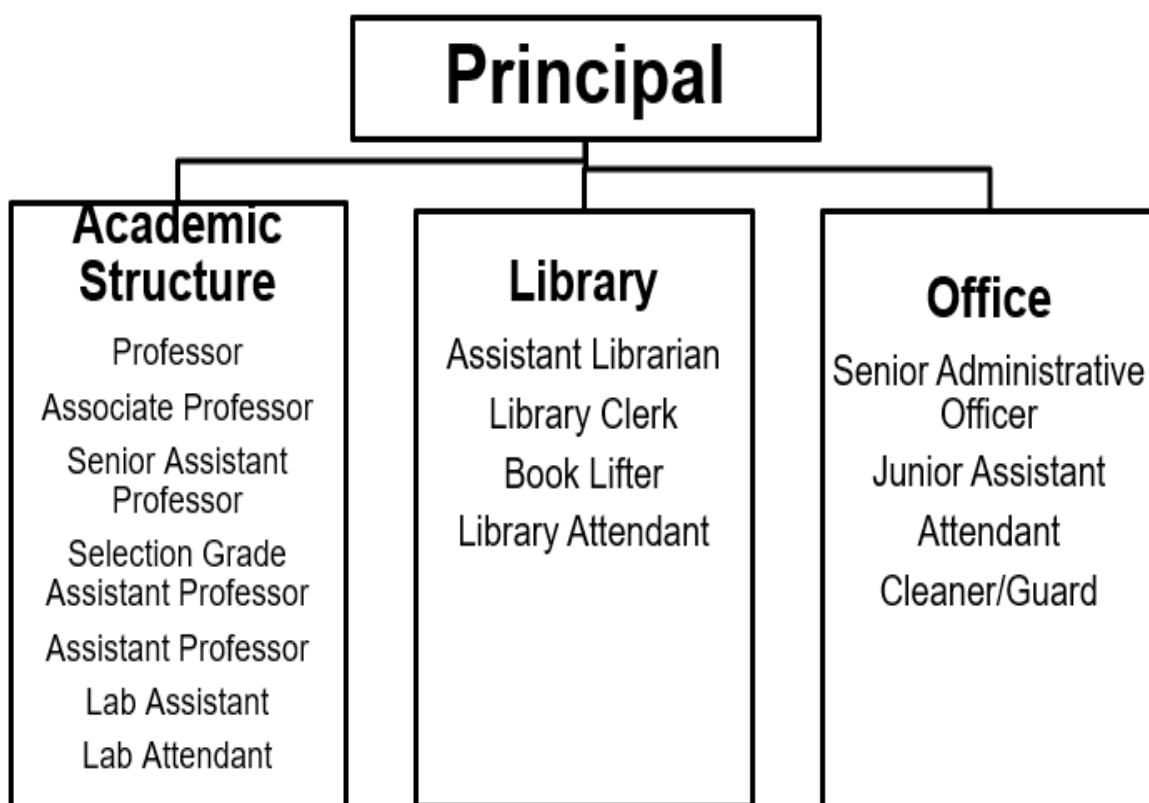 Principal
Academic
Structure
Professor
Associate Professor
Senior Assistant
Professor
Selection Grade
Assistant Professor
Assistant Professor
Lab Assistant
Lab Attendant
Library
Assistant Librarian
Library Clerk
Book Lifter
Library Attendant
Office
Senior Administrative
Officer
Junior Assistant
Attendant
Cleaner/Guard